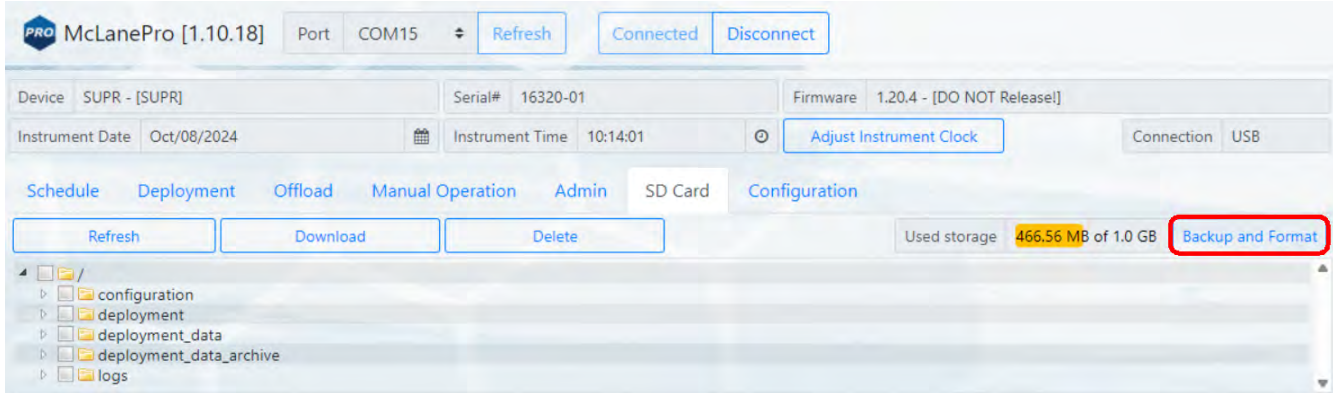 PRO McLanePro [1.10.18] Port COM15 Refresh Connected Disconnect
Device SUPR - [SUPR] Serial# 16320-01 Firmware 1.20.4 - [DO NOT Release!]
Instrument Date Oct/08/2024 Instrument Time 10:14:01 Adjust Instrument Clock Connection USB
Schedule Deployment Offload Manual Operation Admin SD Card Configuration
Refresh Download Delete Used storage 466.56 MB of 1.0 GB Backup and Format
/
configuration
deployment
deployment_data
deployment_data_archive
logs